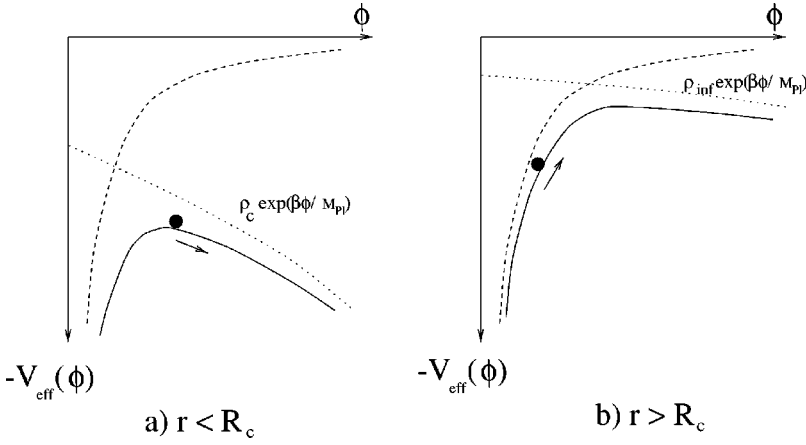 ϕ
ρ_c exp(βϕ/ M_Pl)
-V_eff(ϕ)
a) r < R_c
ϕ
ρ_inf exp(βϕ/ M_Pl)
-V_eff(ϕ)
b) r > R_c